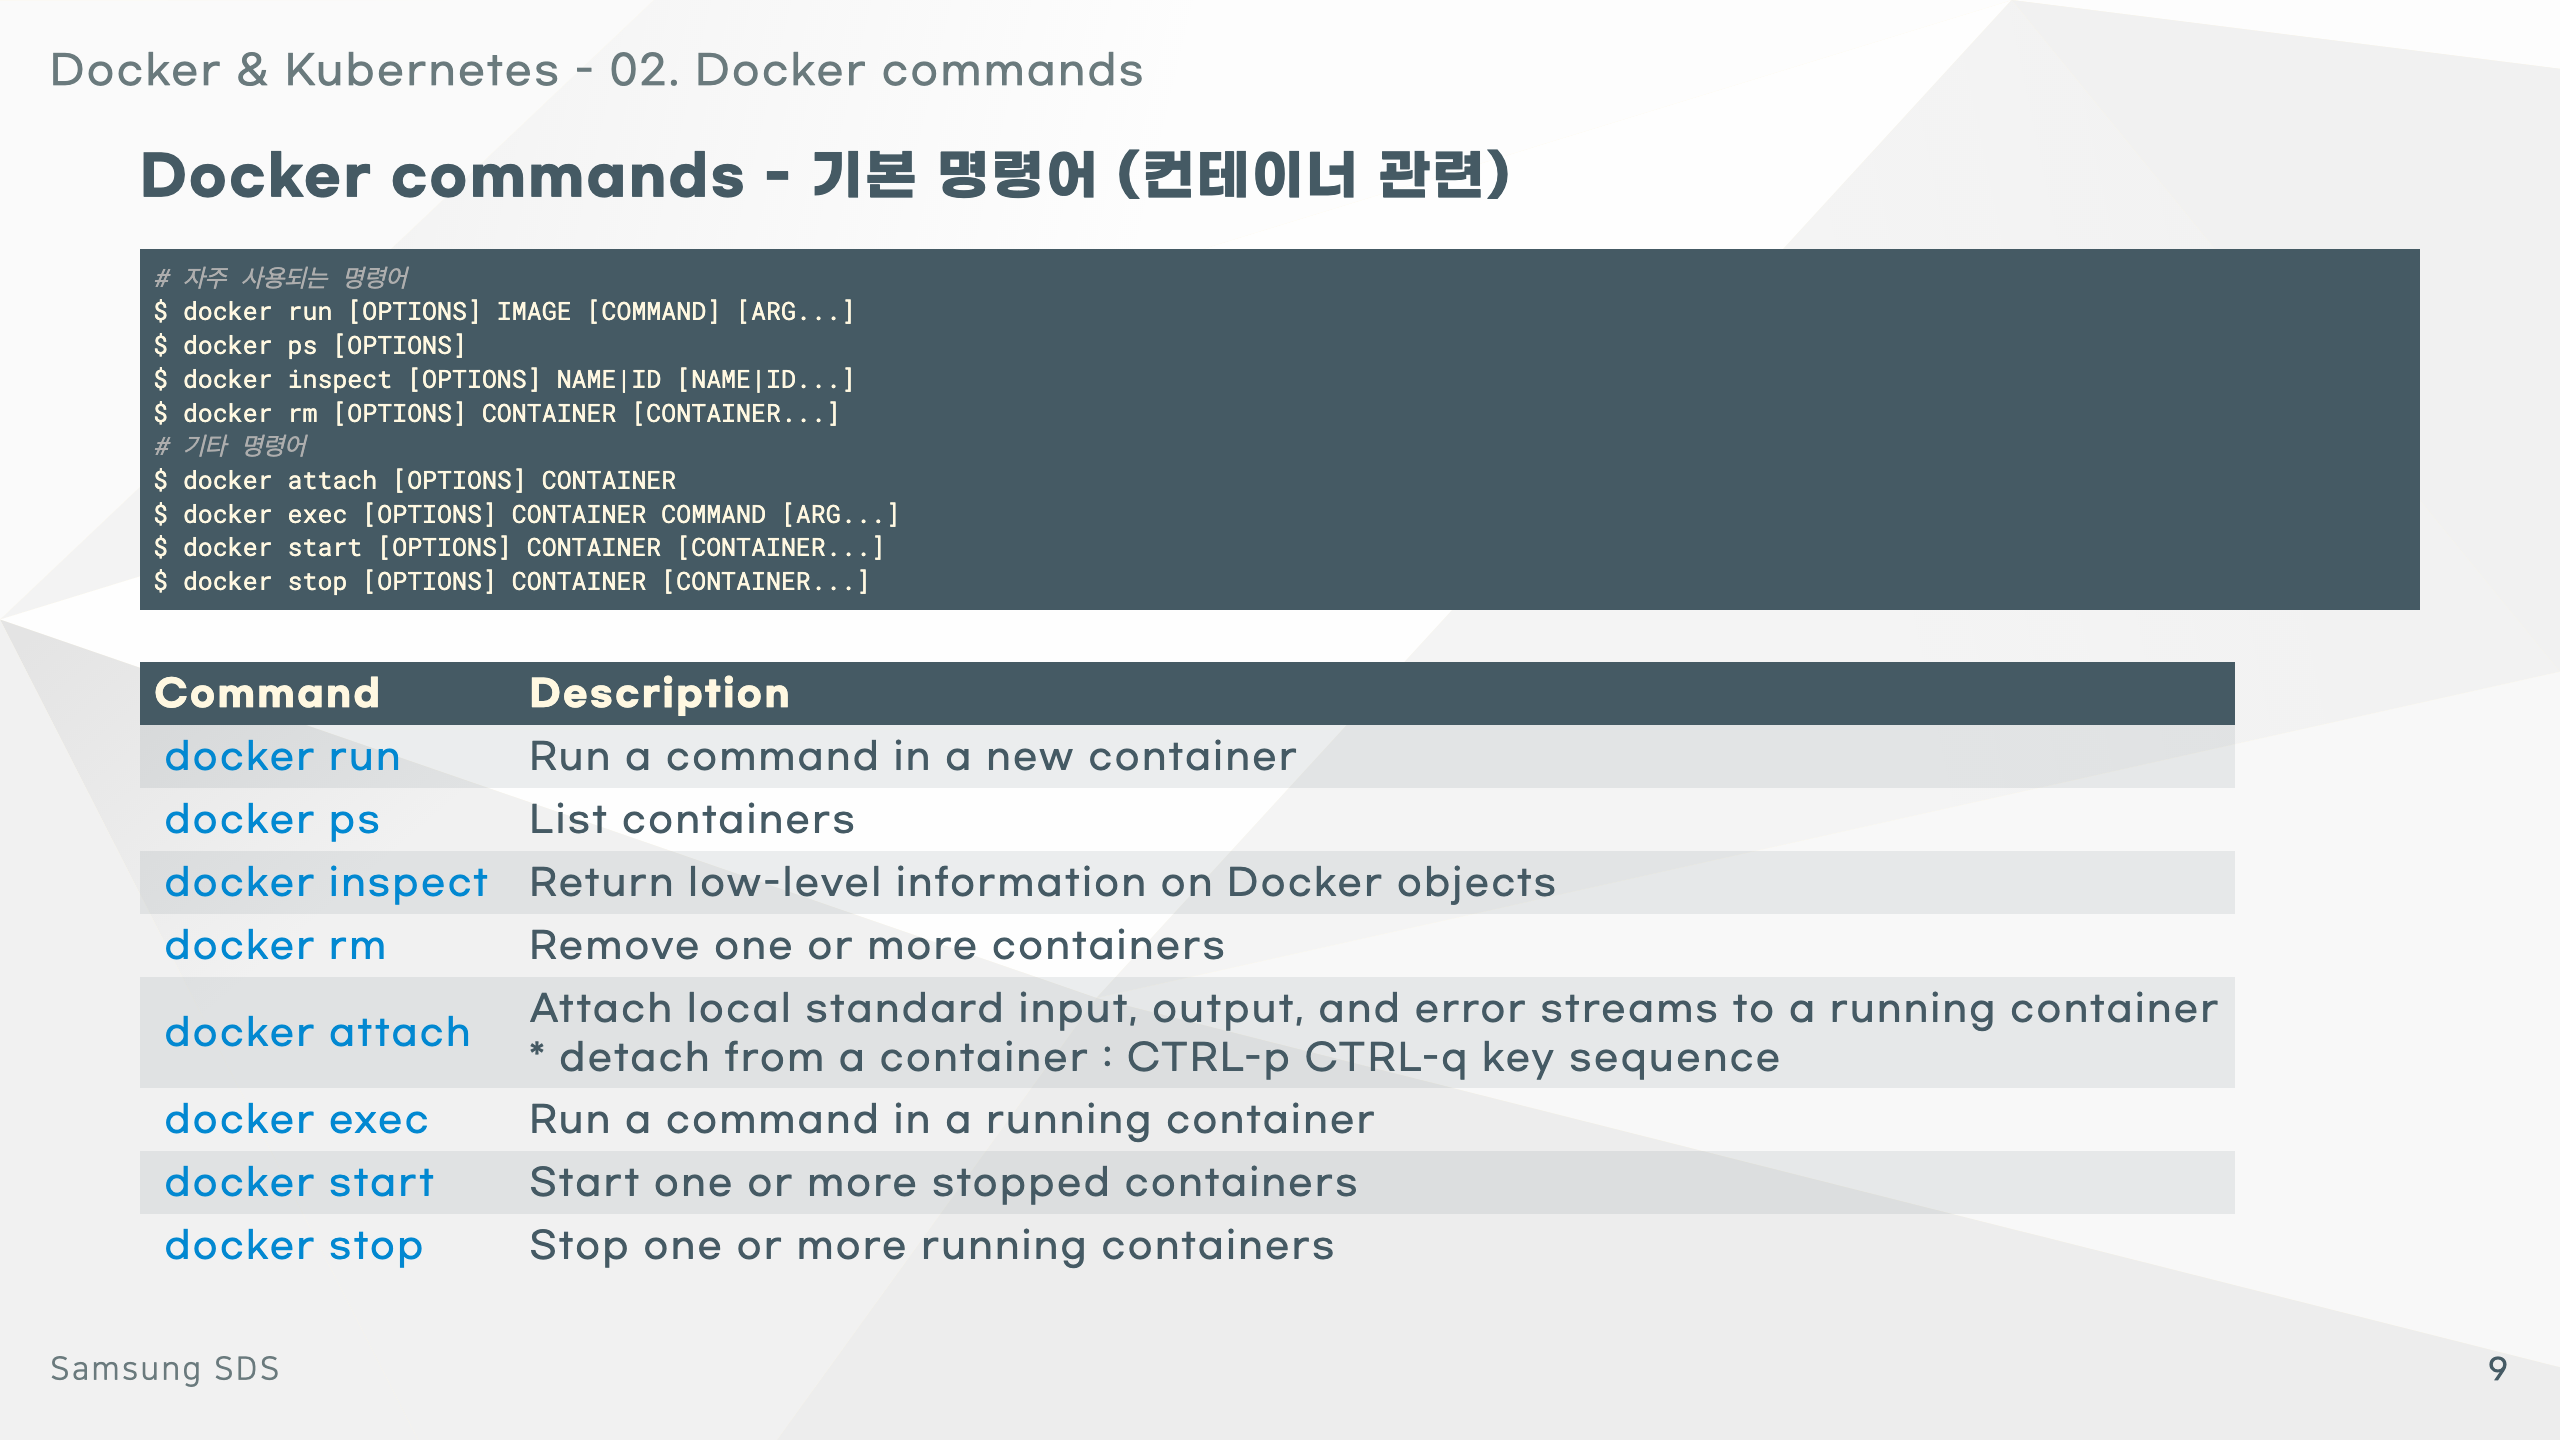 Docker & Kubernetes - 02. Docker commands
Docker commands - 기본 명령어 (컨테이너 관련)
# 자주 사용되는 명령어
$ docker run [OPTIONS] IMAGE [COMMAND] [ARG...]
$ docker ps [OPTIONS]
$ docker inspect [OPTIONS] NAME|ID [NAME|ID...]
$ docker rm [OPTIONS] CONTAINER [CONTAINER...]
# 기타 명령어
$ docker attach [OPTIONS] CONTAINER
$ docker exec [OPTIONS] CONTAINER COMMAND [ARG...]
$ docker start [OPTIONS] CONTAINER [CONTAINER...]
$ docker stop [OPTIONS] CONTAINER [CONTAINER...]
Command Description
docker run Run a command in a new container
docker ps List containers
docker inspect Return low-level information on Docker objects
docker rm Remove one or more containers
docker attach Attach local standard input, output, and error streams to a running container
* detach from a container : CTRL-p CTRL-q key sequence
docker exec Run a command in a running container
docker start Start one or more stopped containers
docker stop Stop one or more running containers
Samsung SDS
9